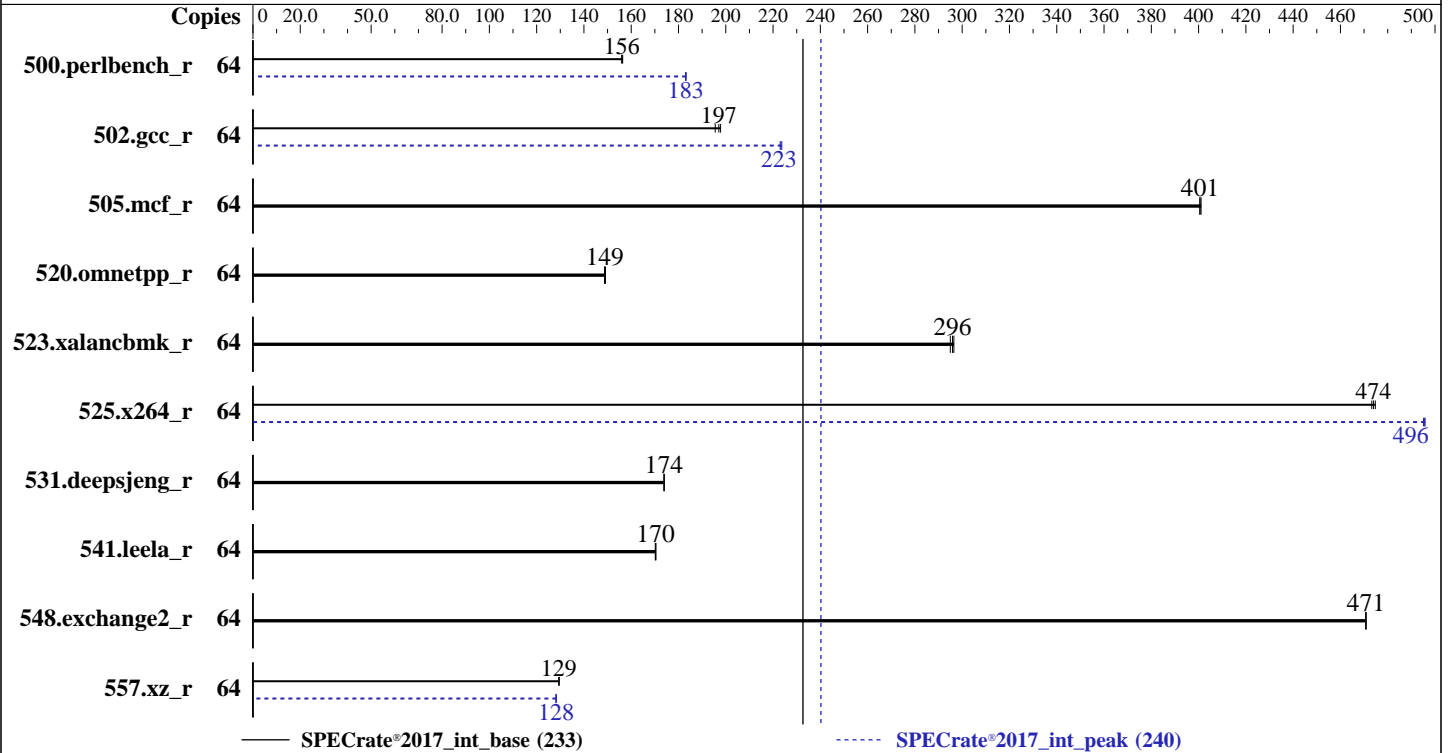 Copies 0 20.0 50.0 80.0 100 120 140 160 180 200 220 240 260 280 300 320 340 360 380 400 420 440 460 500
156
500.perlbench_r 64
183
197
502.gcc_r 64
223
401
505.mcf_r 64
149
520.omnetpp_r 64
296
523.xalancbmk_r 64
474
525.x264_r 64
496
174
531.deepsjeng_r 64
170
541.leela_r 64
471
548.exchange2_r 64
129
557.xz_r 64
128
SPECrate®2017_int_base (233) SPECrate®2017_int_peak (240)